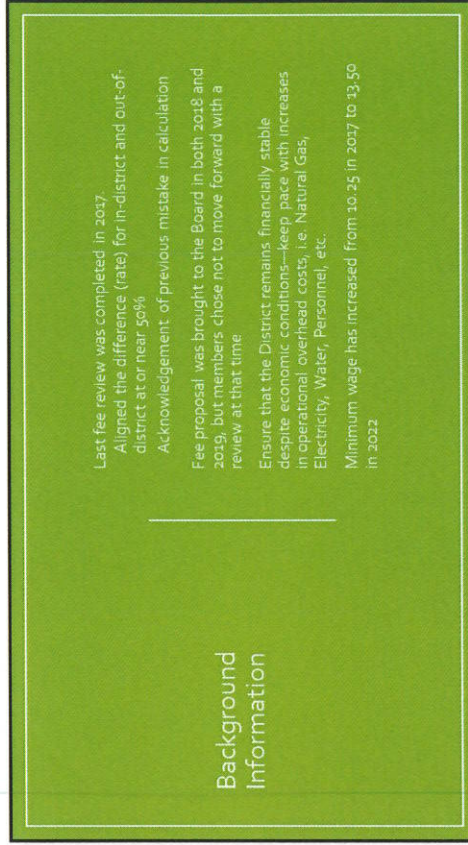 Background
Information
Last fee review was completed in 2017.
Aligned the difference (rate) for in-district and out-of-
district at or near 50%
Acknowledgement of previous mistake in calculation
Fee proposal was brought to the Board in both 2018 and
2019, but members chose not to move forward with a
review at that time
Ensure that the District remains financially stable
despite economic conditions—keep pace with increases
in operational overhead costs, i.e. Natural Gas,
Electricity, Water, Personnel, etc.
Minimum wage has increased from 10.25 in 2017 to 13.50
in 2022